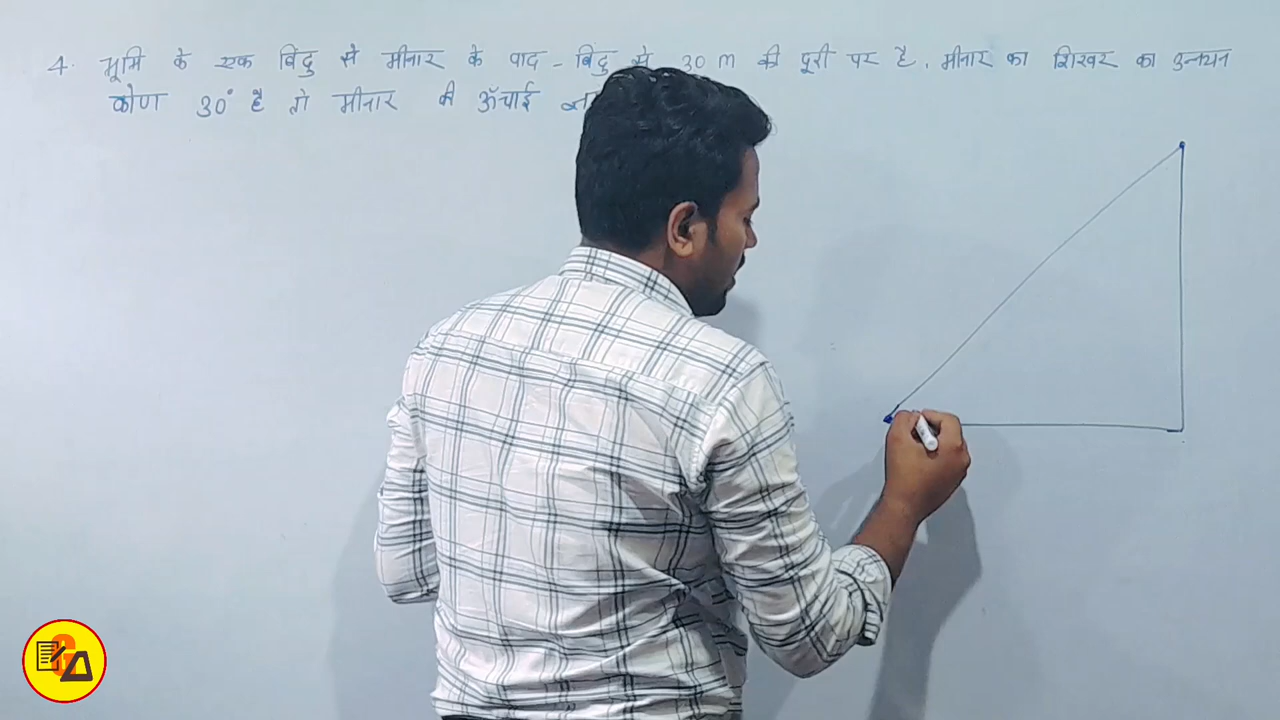 4. भूमि के एक बिंदु से मीनार के पाद - बिंदु से 30 m की दूरी पर है. मीनार का शिखर का उन्नयन
कोण 30° है तो मीनार की ऊँचाई